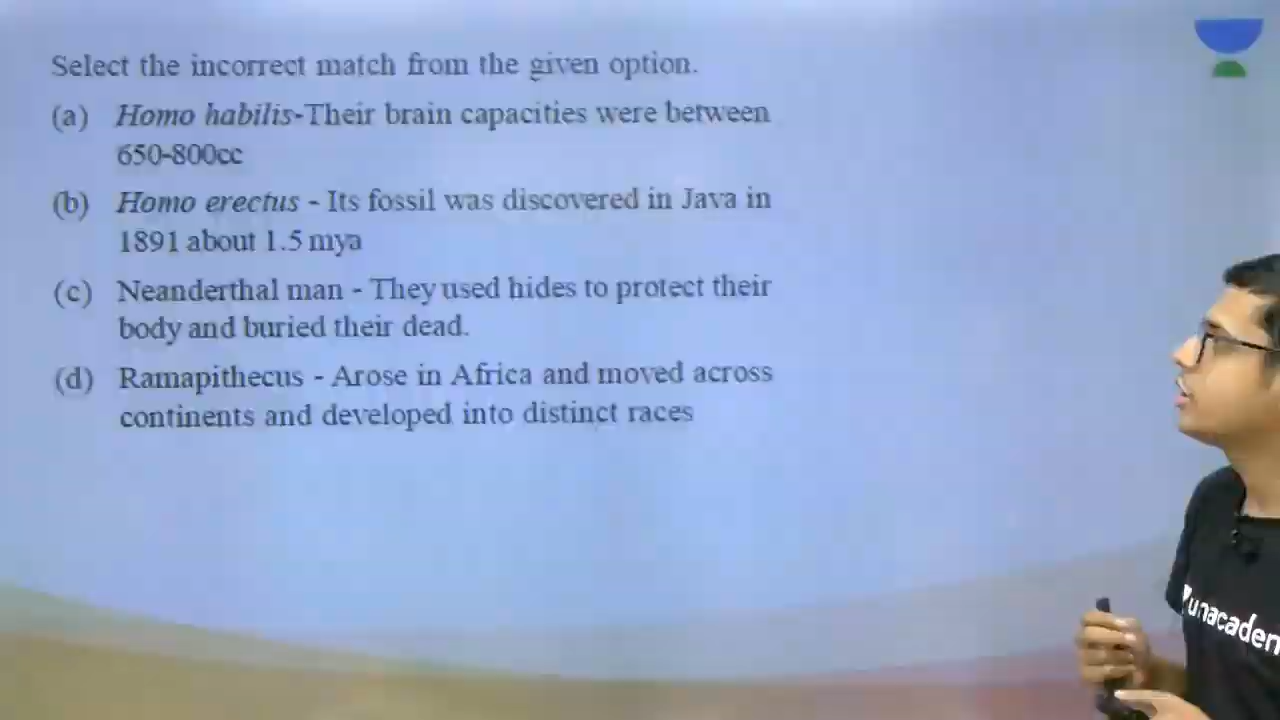 Select the incorrect match from the given option.
(a) Homo habilis-Their brain capacities were between
650-800cc
(b) Homo erectus - Its fossil was discovered in Java in
1891 about 1.5 mya
(c) Neanderthal man - They used hides to protect their
body and buried their dead.
(d) Ramapithecus - Arose in Africa and moved across
continents and developed into distinct races
unacadem